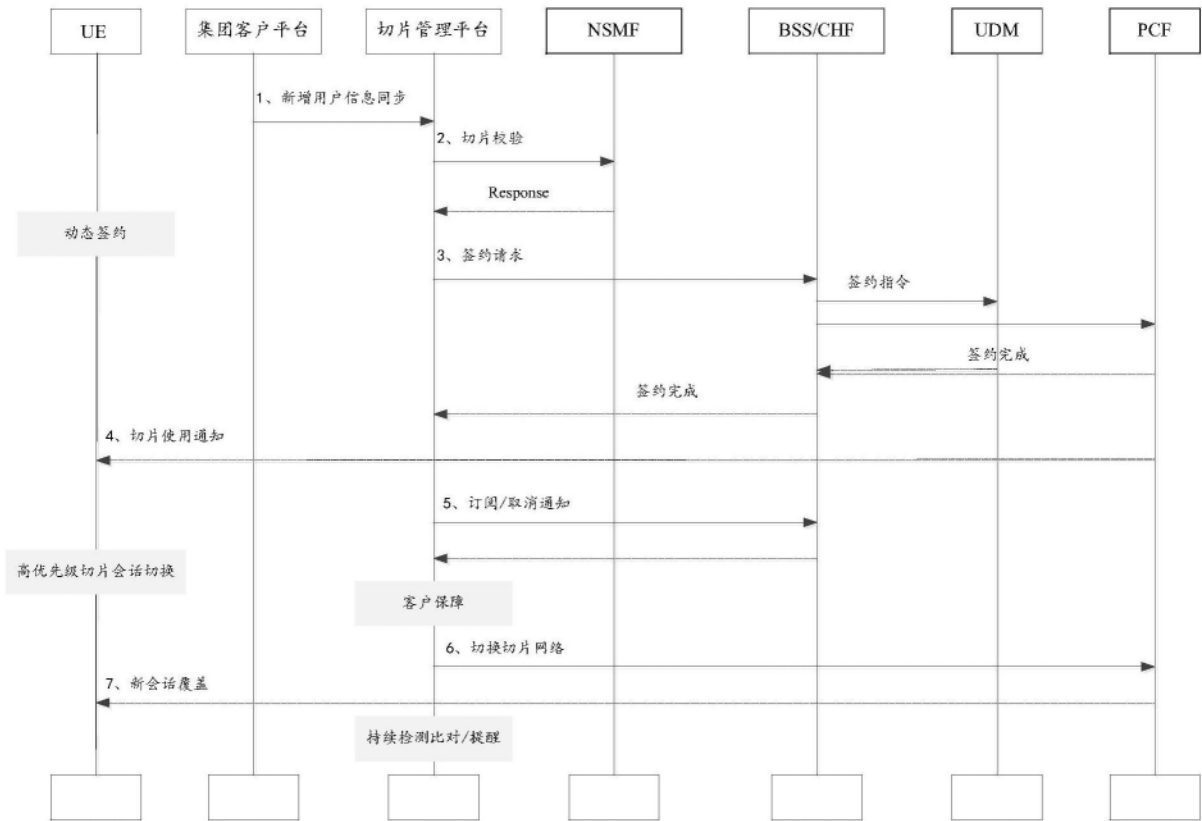 UE
集团客户平台
切片管理平台
NSMF
BSS/CHF
UDM
PCF
1、新增用户信息同步
2、切片校验
Response
动态签约
3、签约请求
签约指令
签约完成
签约完成
4、切片使用通知
5、订阅/取消通知
高优先级切片会话切换
客户保障
6、切换切片网络
7、新会话覆盖
持续检测比对/提醒